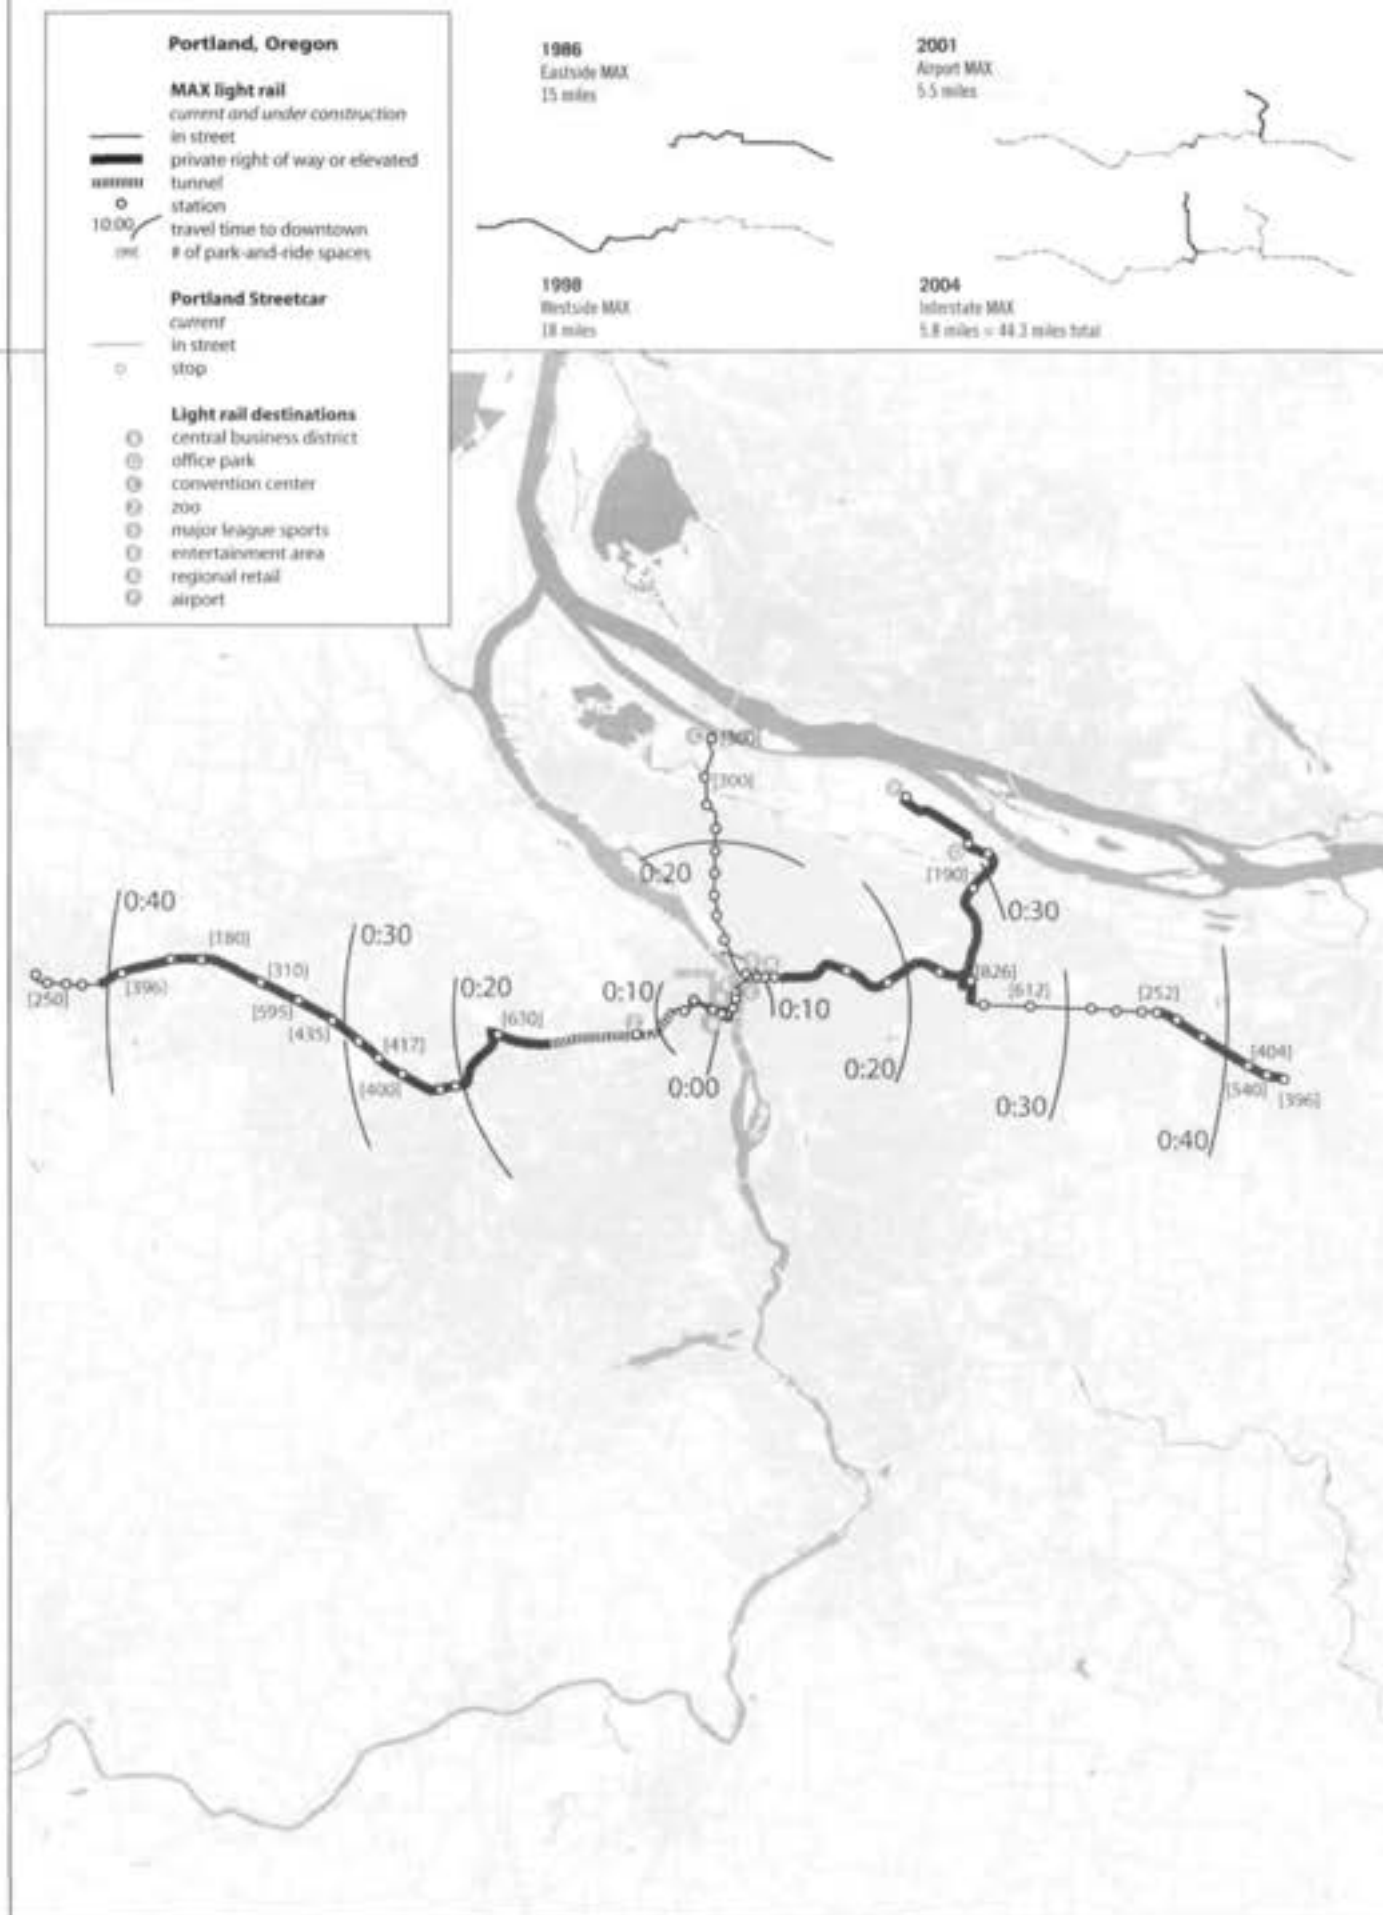 Portland, Oregon
MAX light rail
current and under construction
in street
private right of way or elevated
tunnel
station
10:00
travel time to downtown
# of park-and-ride spaces
Portland Streetcar
current
in street
stop
Light rail destinations
central business district
office park
convention center
zoo
major league sports
entertainment area
regional retail
airport
1986
Eastside MAX
15 miles
2001
Airport MAX
5.5 miles
1998
Westside MAX
18 miles
2004
Interstate MAX
5.8 miles = 44.3 miles total
[300]
[300]
0:20
[190]
0:30
0:40
[180]
0:30
[310]
[250]
[396]
[595]
[435]
0:20
[630]
0:10
0:10
[826]
[612]
[252]
[417]
[400]
0:00
0:20
0:30
[404]
[540]
[396]
0:40